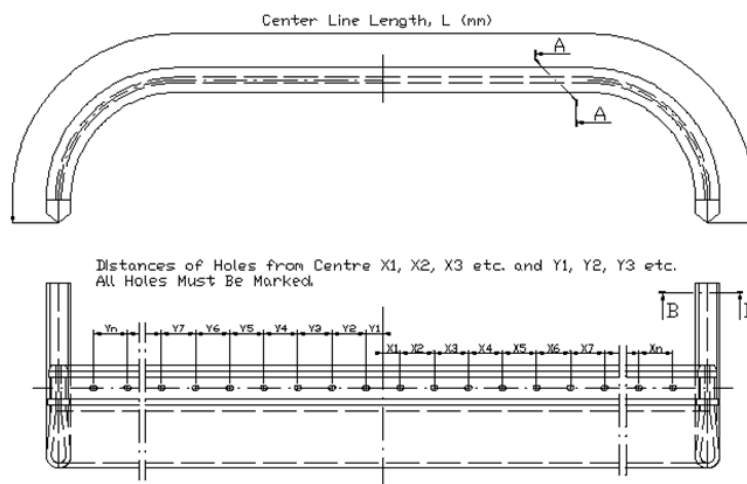 Center Line Length, L (mm)
A
A
Distances of Holes from Centre X1, X2, X3 etc. and Y1, Y2, Y3 etc.
All Holes Must Be Marked.
B
Yn Y7 Y6 Y5 Y4 Y3 Y2 Y1
X1 X2 X3 X4 X5 X6 X7 Xn